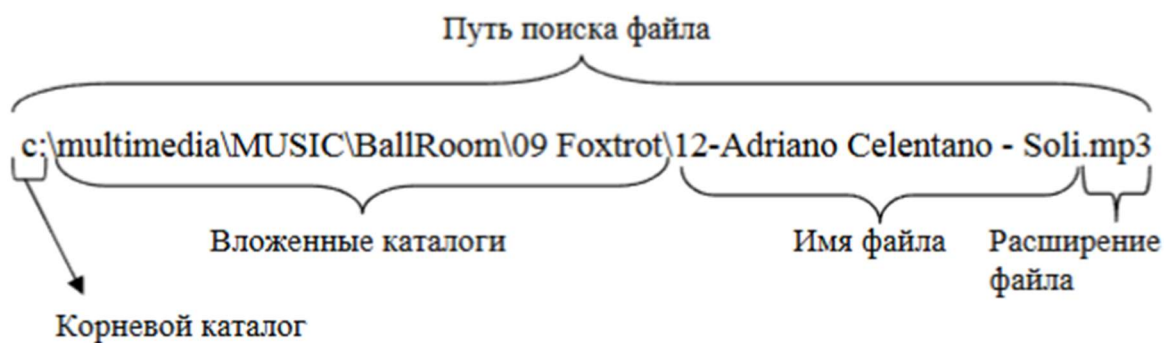 Путь поиска файла
c:\multimedia\MUSIC\BallRoom\09 Foxtrot\12-Adriano Celentano - Soli.mp3
Вложенные каталоги
Имя файла
Расширение
файла
Корневой каталог